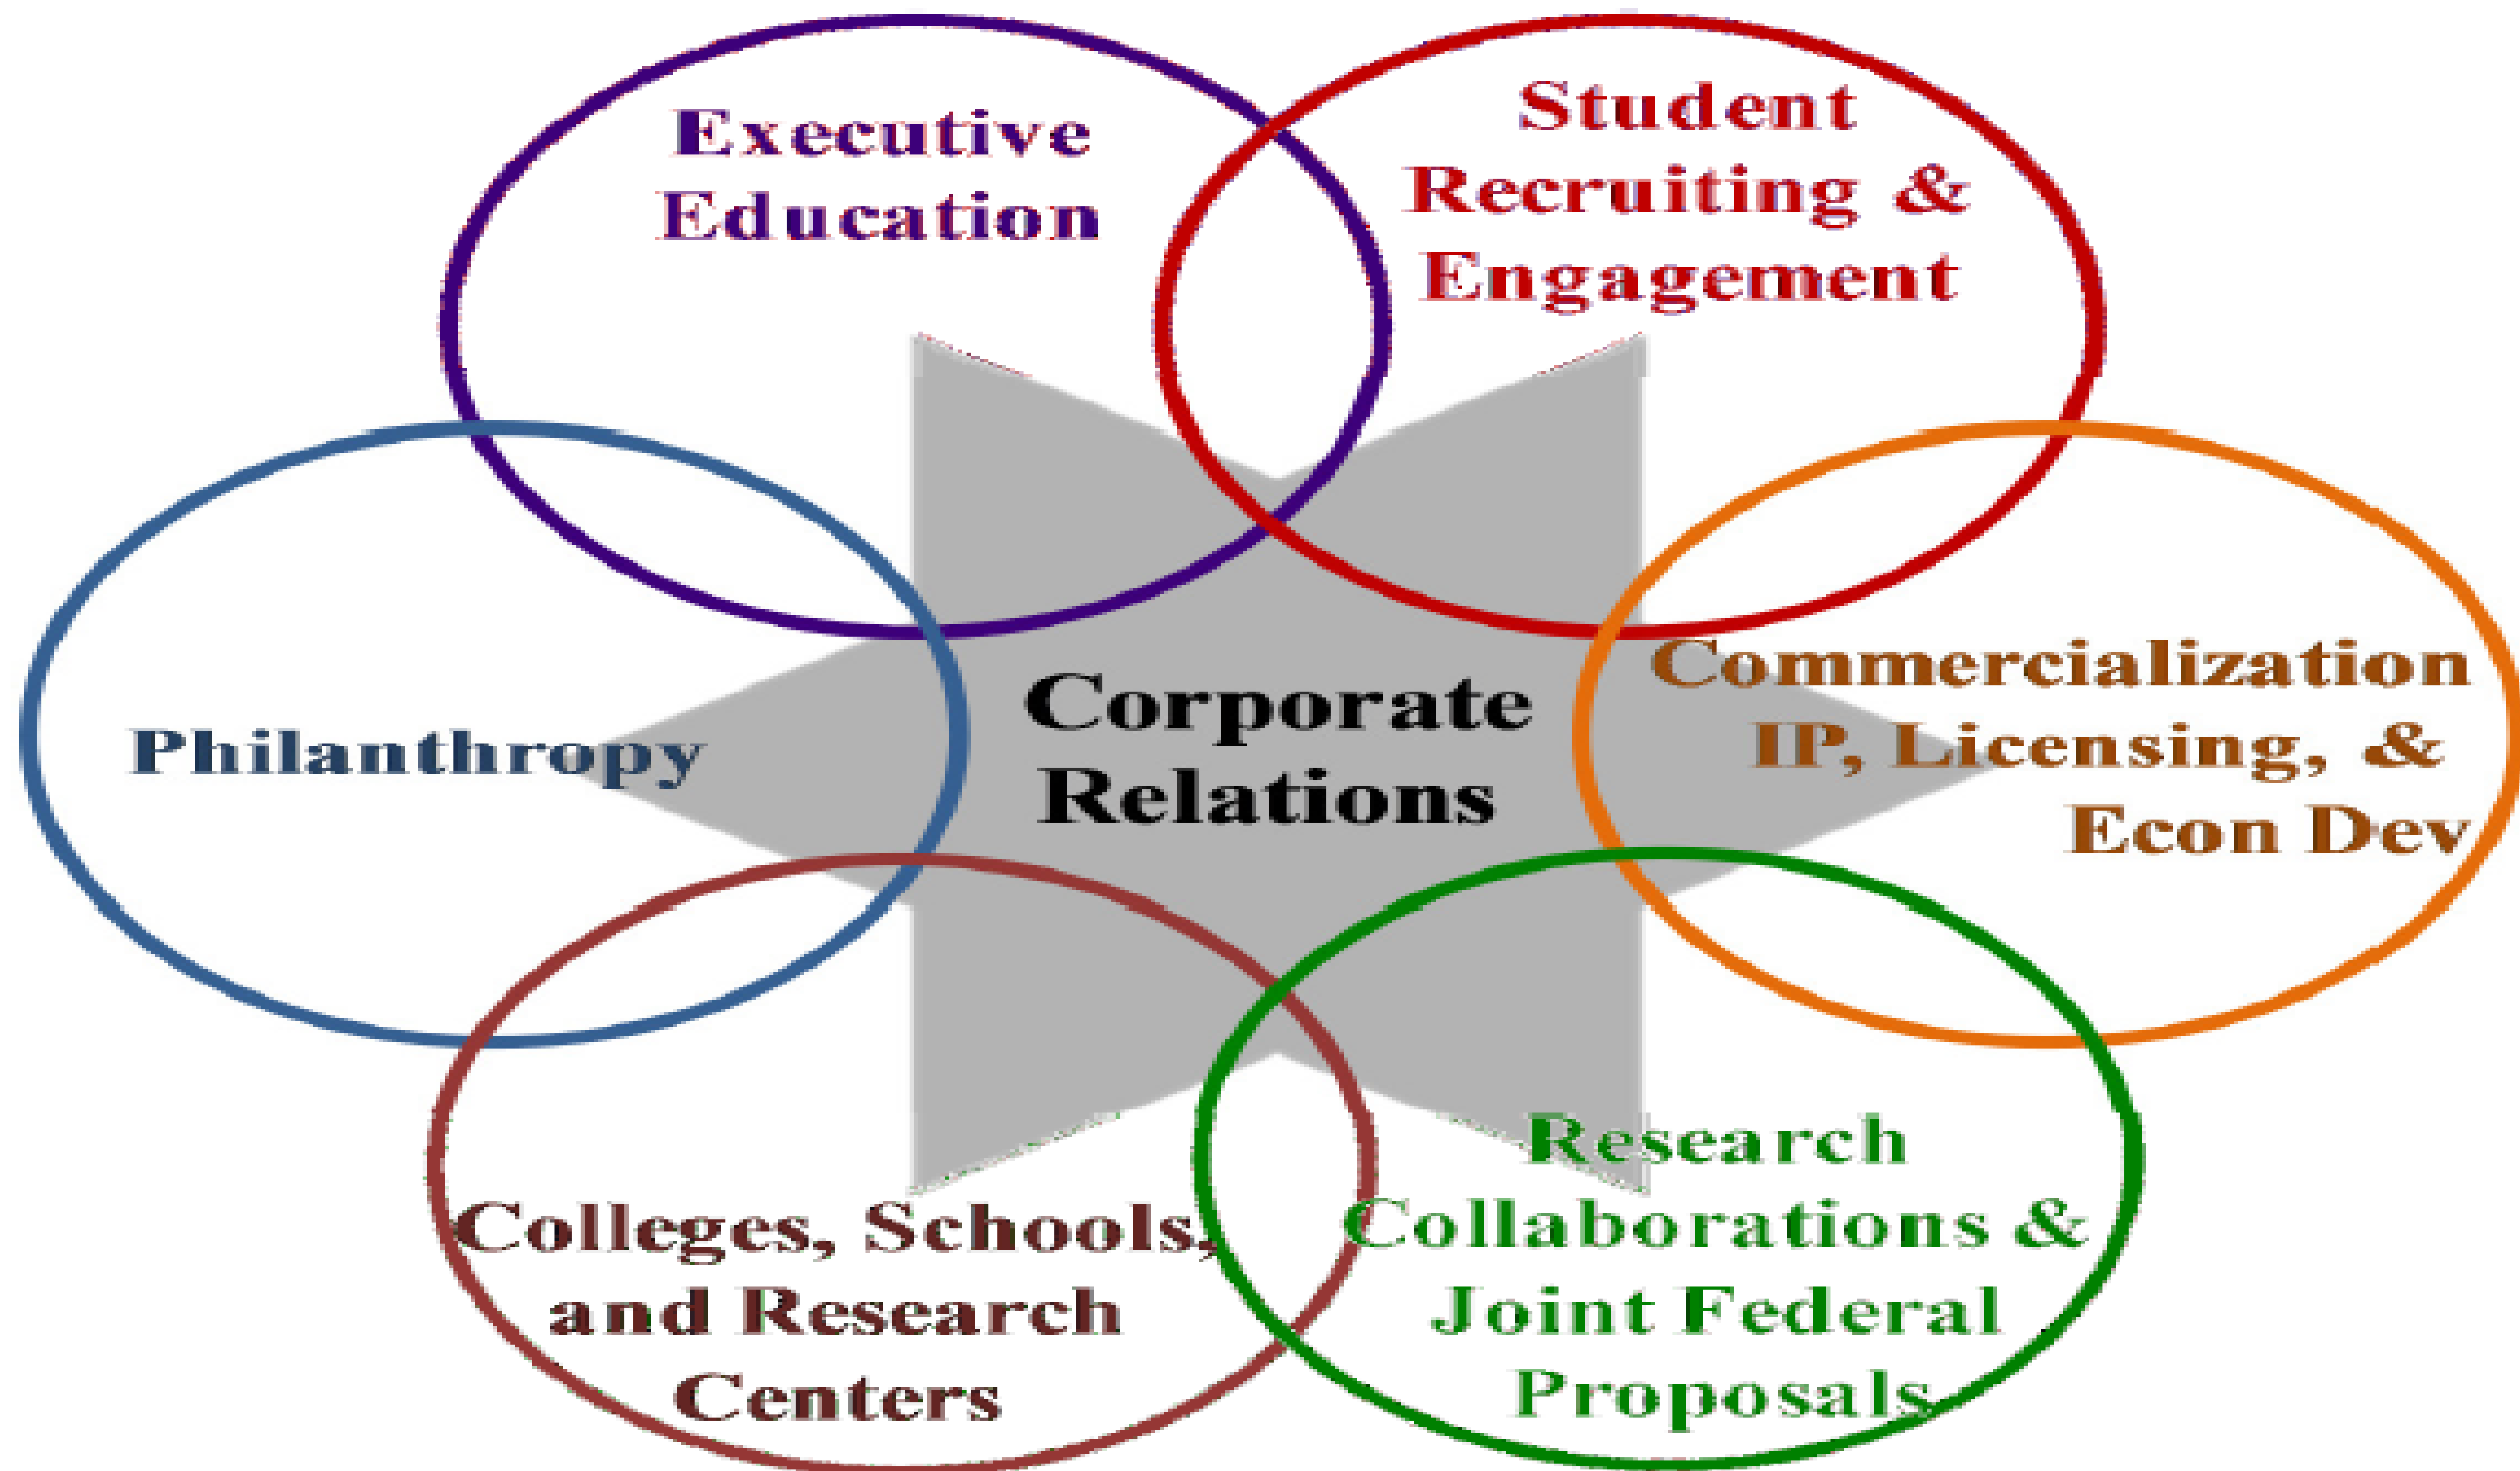 Executive
Education
Student
Recruiting &
Engagement
Philanthropy
Corporate
Relations
Commercialization
IP, Licensing, &
Econ Dev
Colleges, Schools,
and Research
Centers
Research
Collaborations &
Joint Federal
Proposals